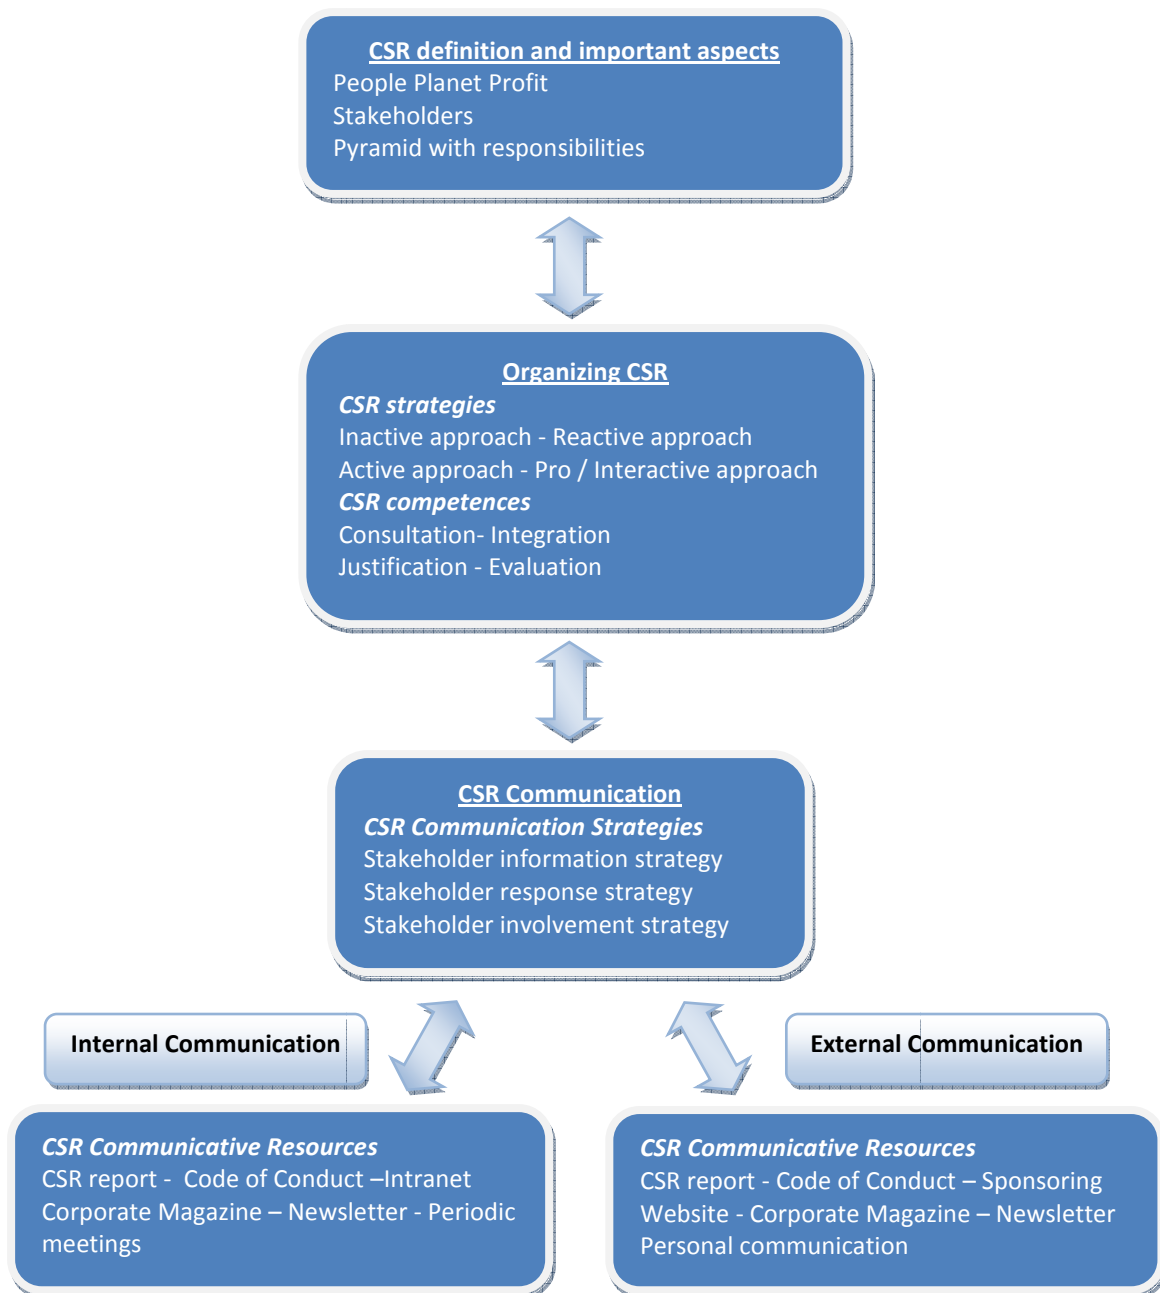 CSR definition and important aspects
People Planet Profit
Stakeholders
Pyramid with responsibilities
Organizing CSR
CSR strategies
Inactive approach - Reactive approach
Active approach - Pro / Interactive approach
CSR competences
Consultation- Integration
Justification - Evaluation
CSR Communication
CSR Communication Strategies
Stakeholder information strategy
Stakeholder response strategy
Stakeholder involvement strategy
Internal Communication
External Communication
CSR Communicative Resources
CSR report - Code of Conduct –Intranet
Corporate Magazine – Newsletter - Periodic
meetings
CSR Communicative Resources
CSR report - Code of Conduct – Sponsoring
Website - Corporate Magazine – Newsletter
Personal communication